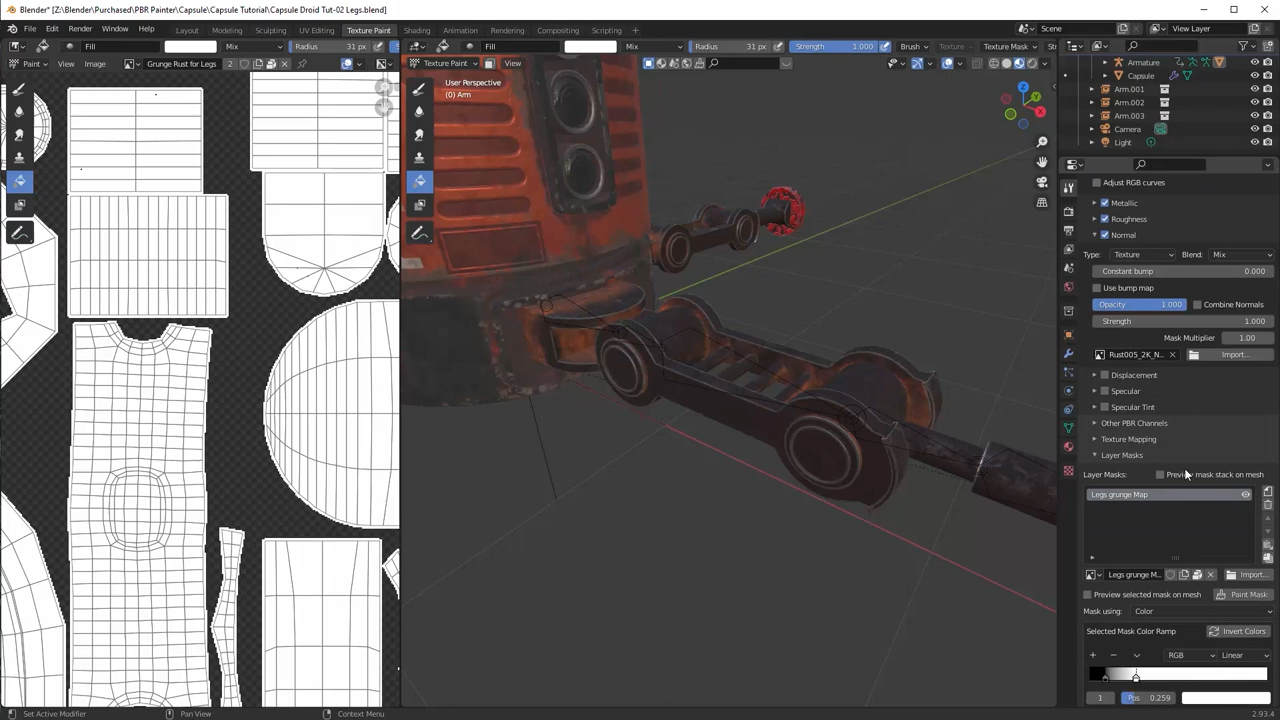 Blender* [Z:\Blende\Purchased\PBR Painter\Capsule\Capsule Tutorial\Capsule Droid Tut-02 Legs.blend]
File Edit Render Window Help Layout Modeling Sculpting UV Editing Texture Paint Shading Animation Rendering Compositing Scripting Scene View Layer
Fill Mix Radius 31 px Fill Mix Radius 31 px Strength 1.000 Brush Texture Texture Mask
Paint View Image Grunge Rust for Legs 2 Texture Paint View
Armature
Capsule
Arm.001
Arm.002
Arm.003
Camera
Light
User Perspective
(0) Arm
Adjust RGB curves
Metallic
Roughness
Normal
Type: Texture Blend: Mix
Constant bump 0.000
Use bump map
Opacity 1.000 Combine Normals
Strength 1.000
Mask Multiplier 1.00
Rust005_2K_N... Import...
Displacement
Specular
Specular Tint
Other PBR Channels
Texture Mapping
Layer Masks
Layer Masks: Preview mask stack on mesh
Legs grunge Map
Legs grunge M... Import...
Preview selected mask on mesh Paint Mask
Mask using: Color
Selected Mask Color Ramp Invert Colors
RGB Linear
1 Pos 0.259
Set Active Modifier Pan View Context Menu 2.93.4